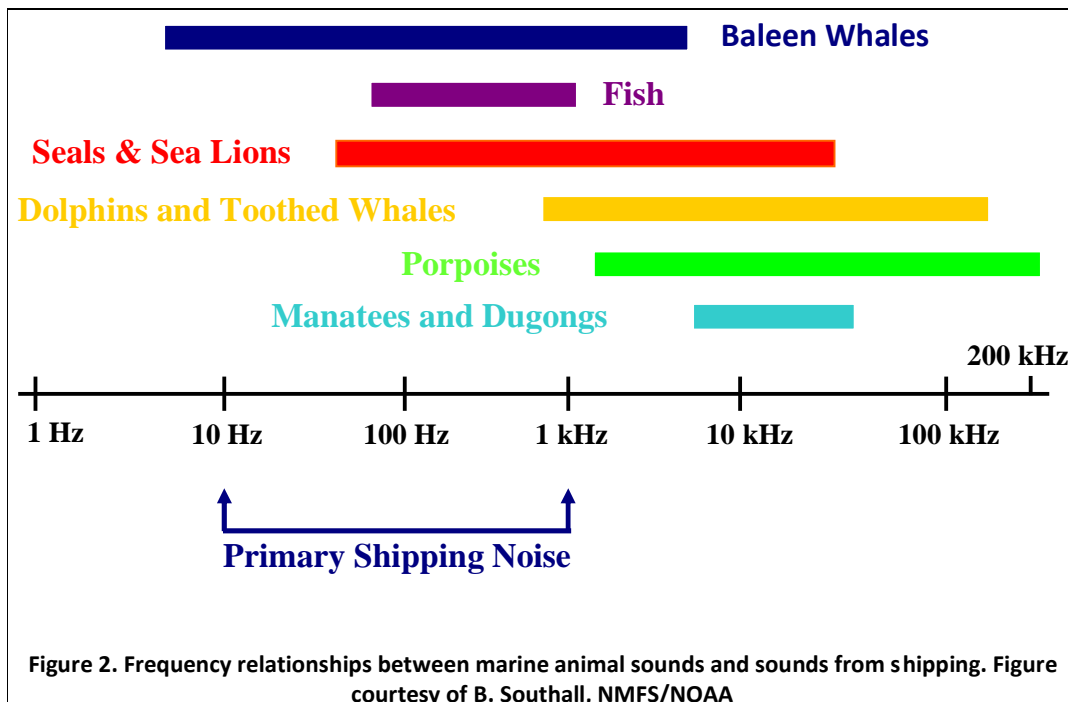 Baleen Whales
Fish
Seals & Sea Lions
Dolphins and Toothed Whales
Porpoises
Manatees and Dugongs
200 kHz
1 Hz 10 Hz 100 Hz 1 kHz 10 kHz 100 kHz
Primary Shipping Noise
Figure 2. Frequency relationships between marine animal sounds and sounds from shipping. Figure
courtesy of B. Southall. NMFS/NOAA